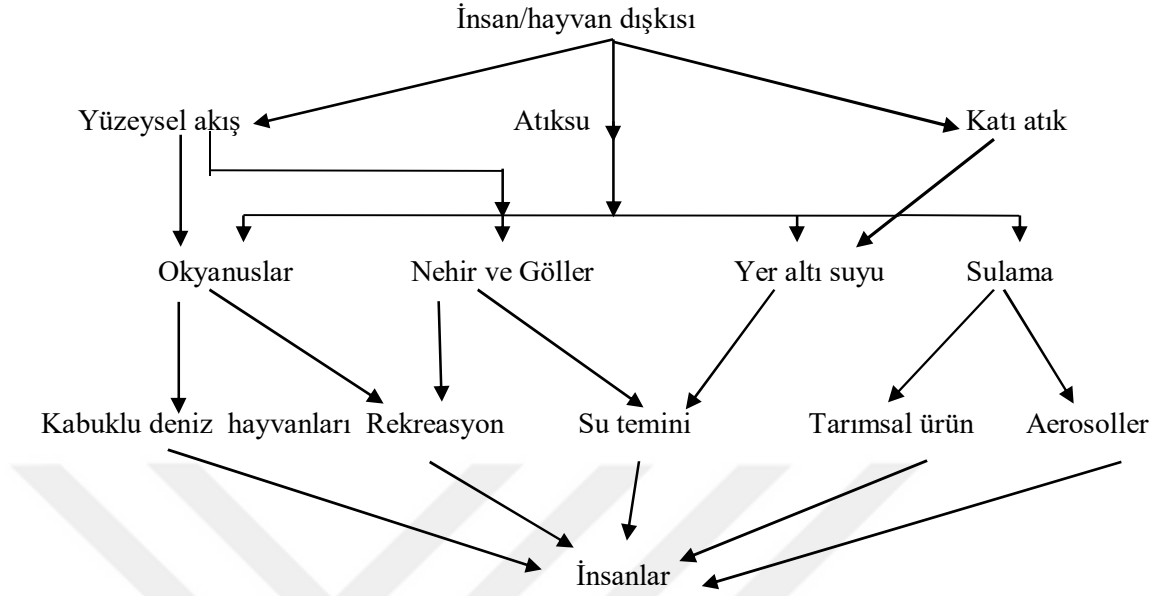 İnsan/hayvan dışkısı
Yüzeysel akış Atıksu Katı atık
Okyanuslar Nehir ve Göller Yer altı suyu Sulama
Kabuklu deniz hayvanları Rekreasyon Su temini Tarımsal ürün Aerosoller
İnsanlar